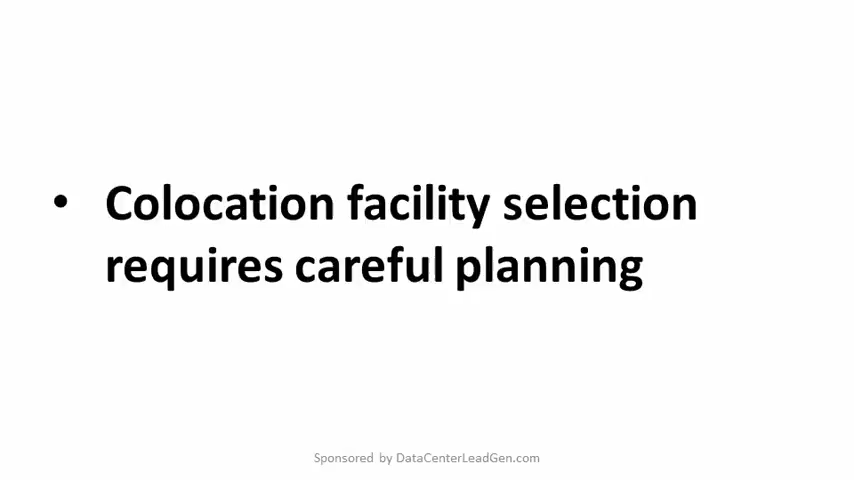 • Colocation facility selection
requires careful planning
Sponsored by DataCenterLeadGen.com